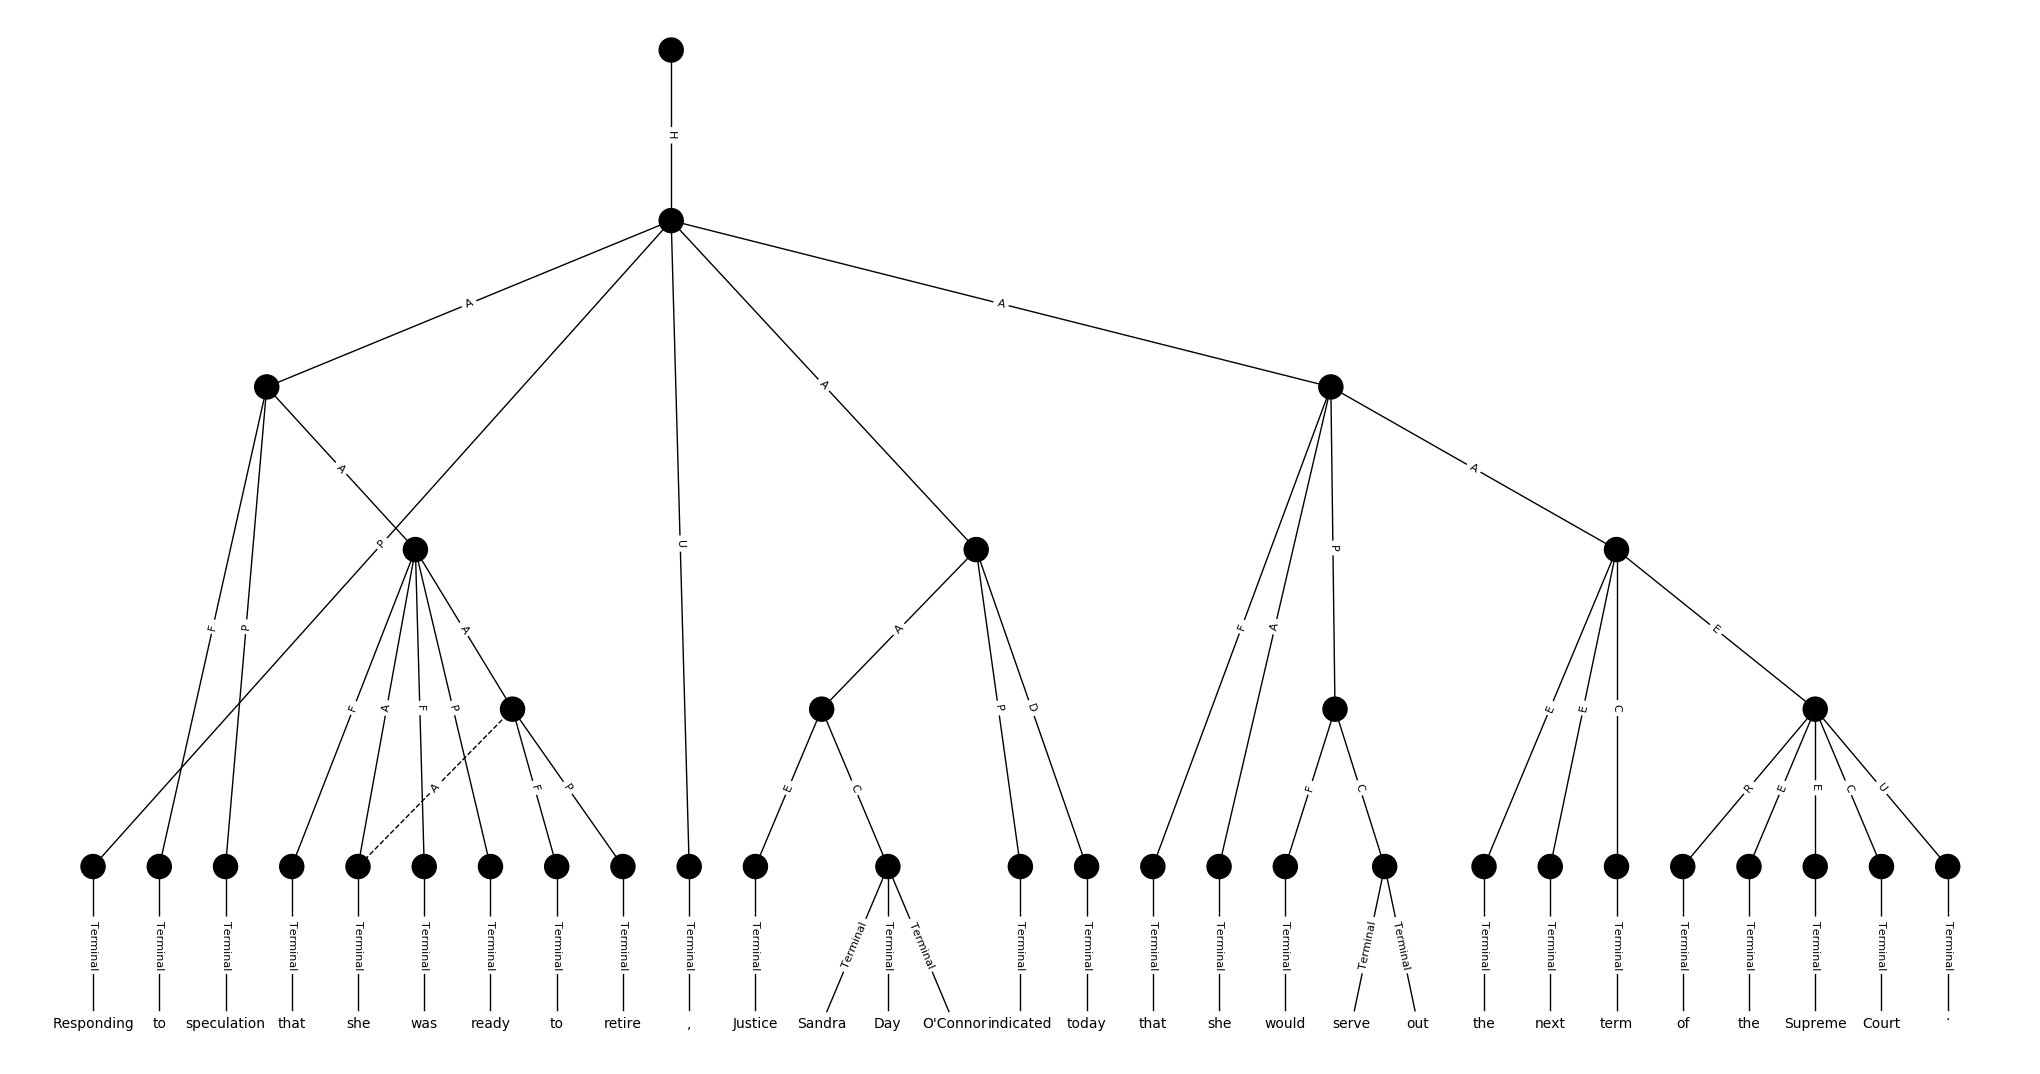 H
A
A
A
A
A
P
P
U
F
P
F
A
A
A
D
P
E
F
A
F
P
A
P
E
E
C
A
F
P
E
C
F
C
R
E
E
C
U
Terminal Terminal Terminal Terminal Terminal Terminal Terminal Terminal Terminal Terminal Terminal Terminal Terminal Terminal Terminal Terminal Terminal Terminal Terminal Terminal Terminal Terminal Terminal Terminal Terminal Terminal Terminal Terminal Terminal
Responding to speculation that she was ready to retire , Justice Sandra Day O'Connor indicated today that she would serve out the next term of the Supreme Court .